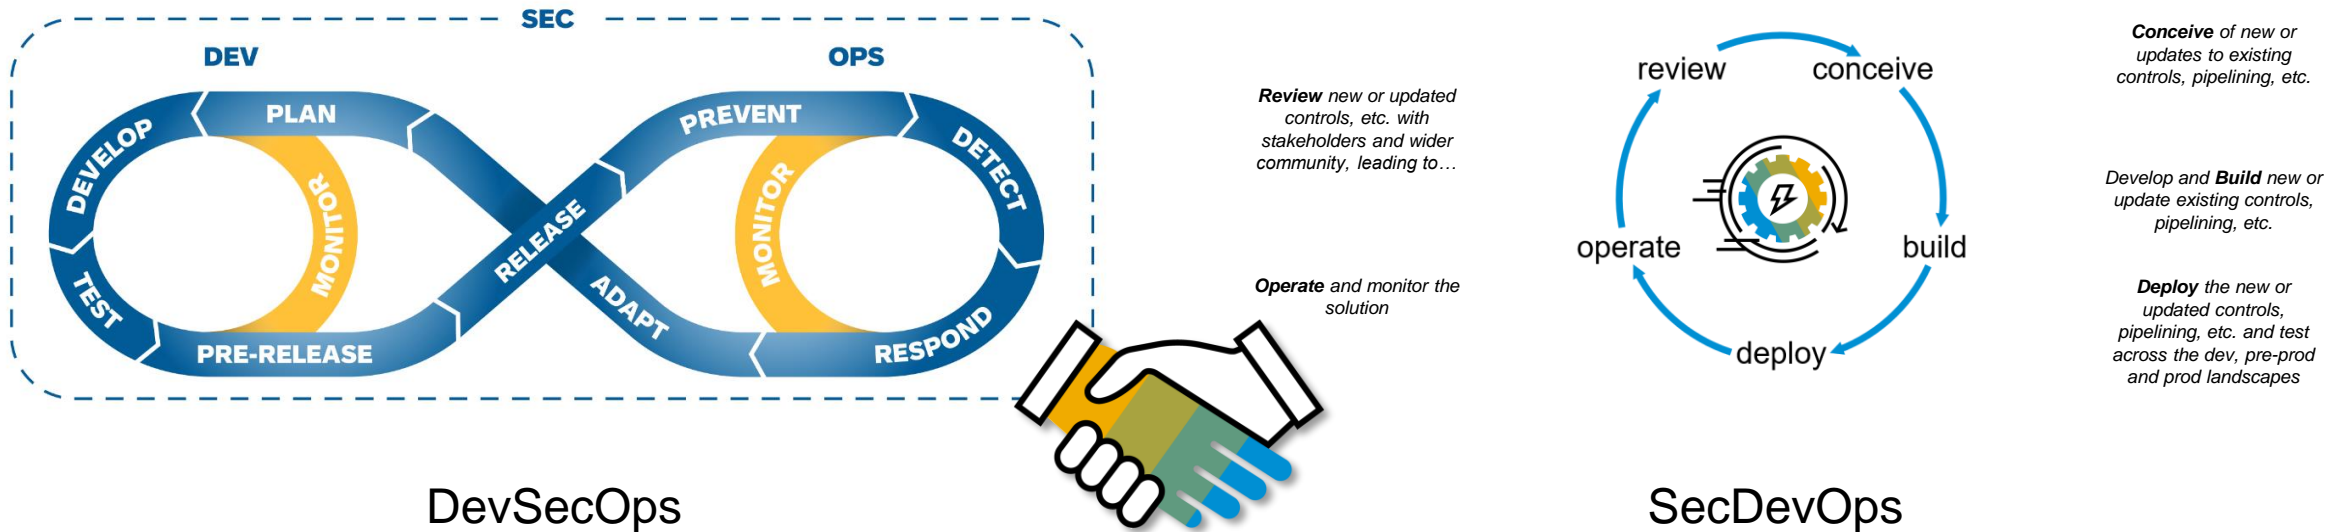 SEC
DEV
OPS
PLAN
DEVELOP
TEST
PRE-RELEASE
MONITOR
RELEASE
ADAPT
PREVENT
MONITOR
DETECT
RESPOND
DevSecOps
Review new or updated
controls, etc. with
stakeholders and wider
community, leading to…
Operate and monitor the
solution
review
conceive
operate
build
deploy
Conceive of new or
updates to existing
controls, pipelining, etc.
Develop and Build new or
update existing controls,
pipelining, etc.
Deploy the new or
updated controls,
pipelining, etc. and test
across the dev, pre-prod
and prod landscapes
SecDevOps